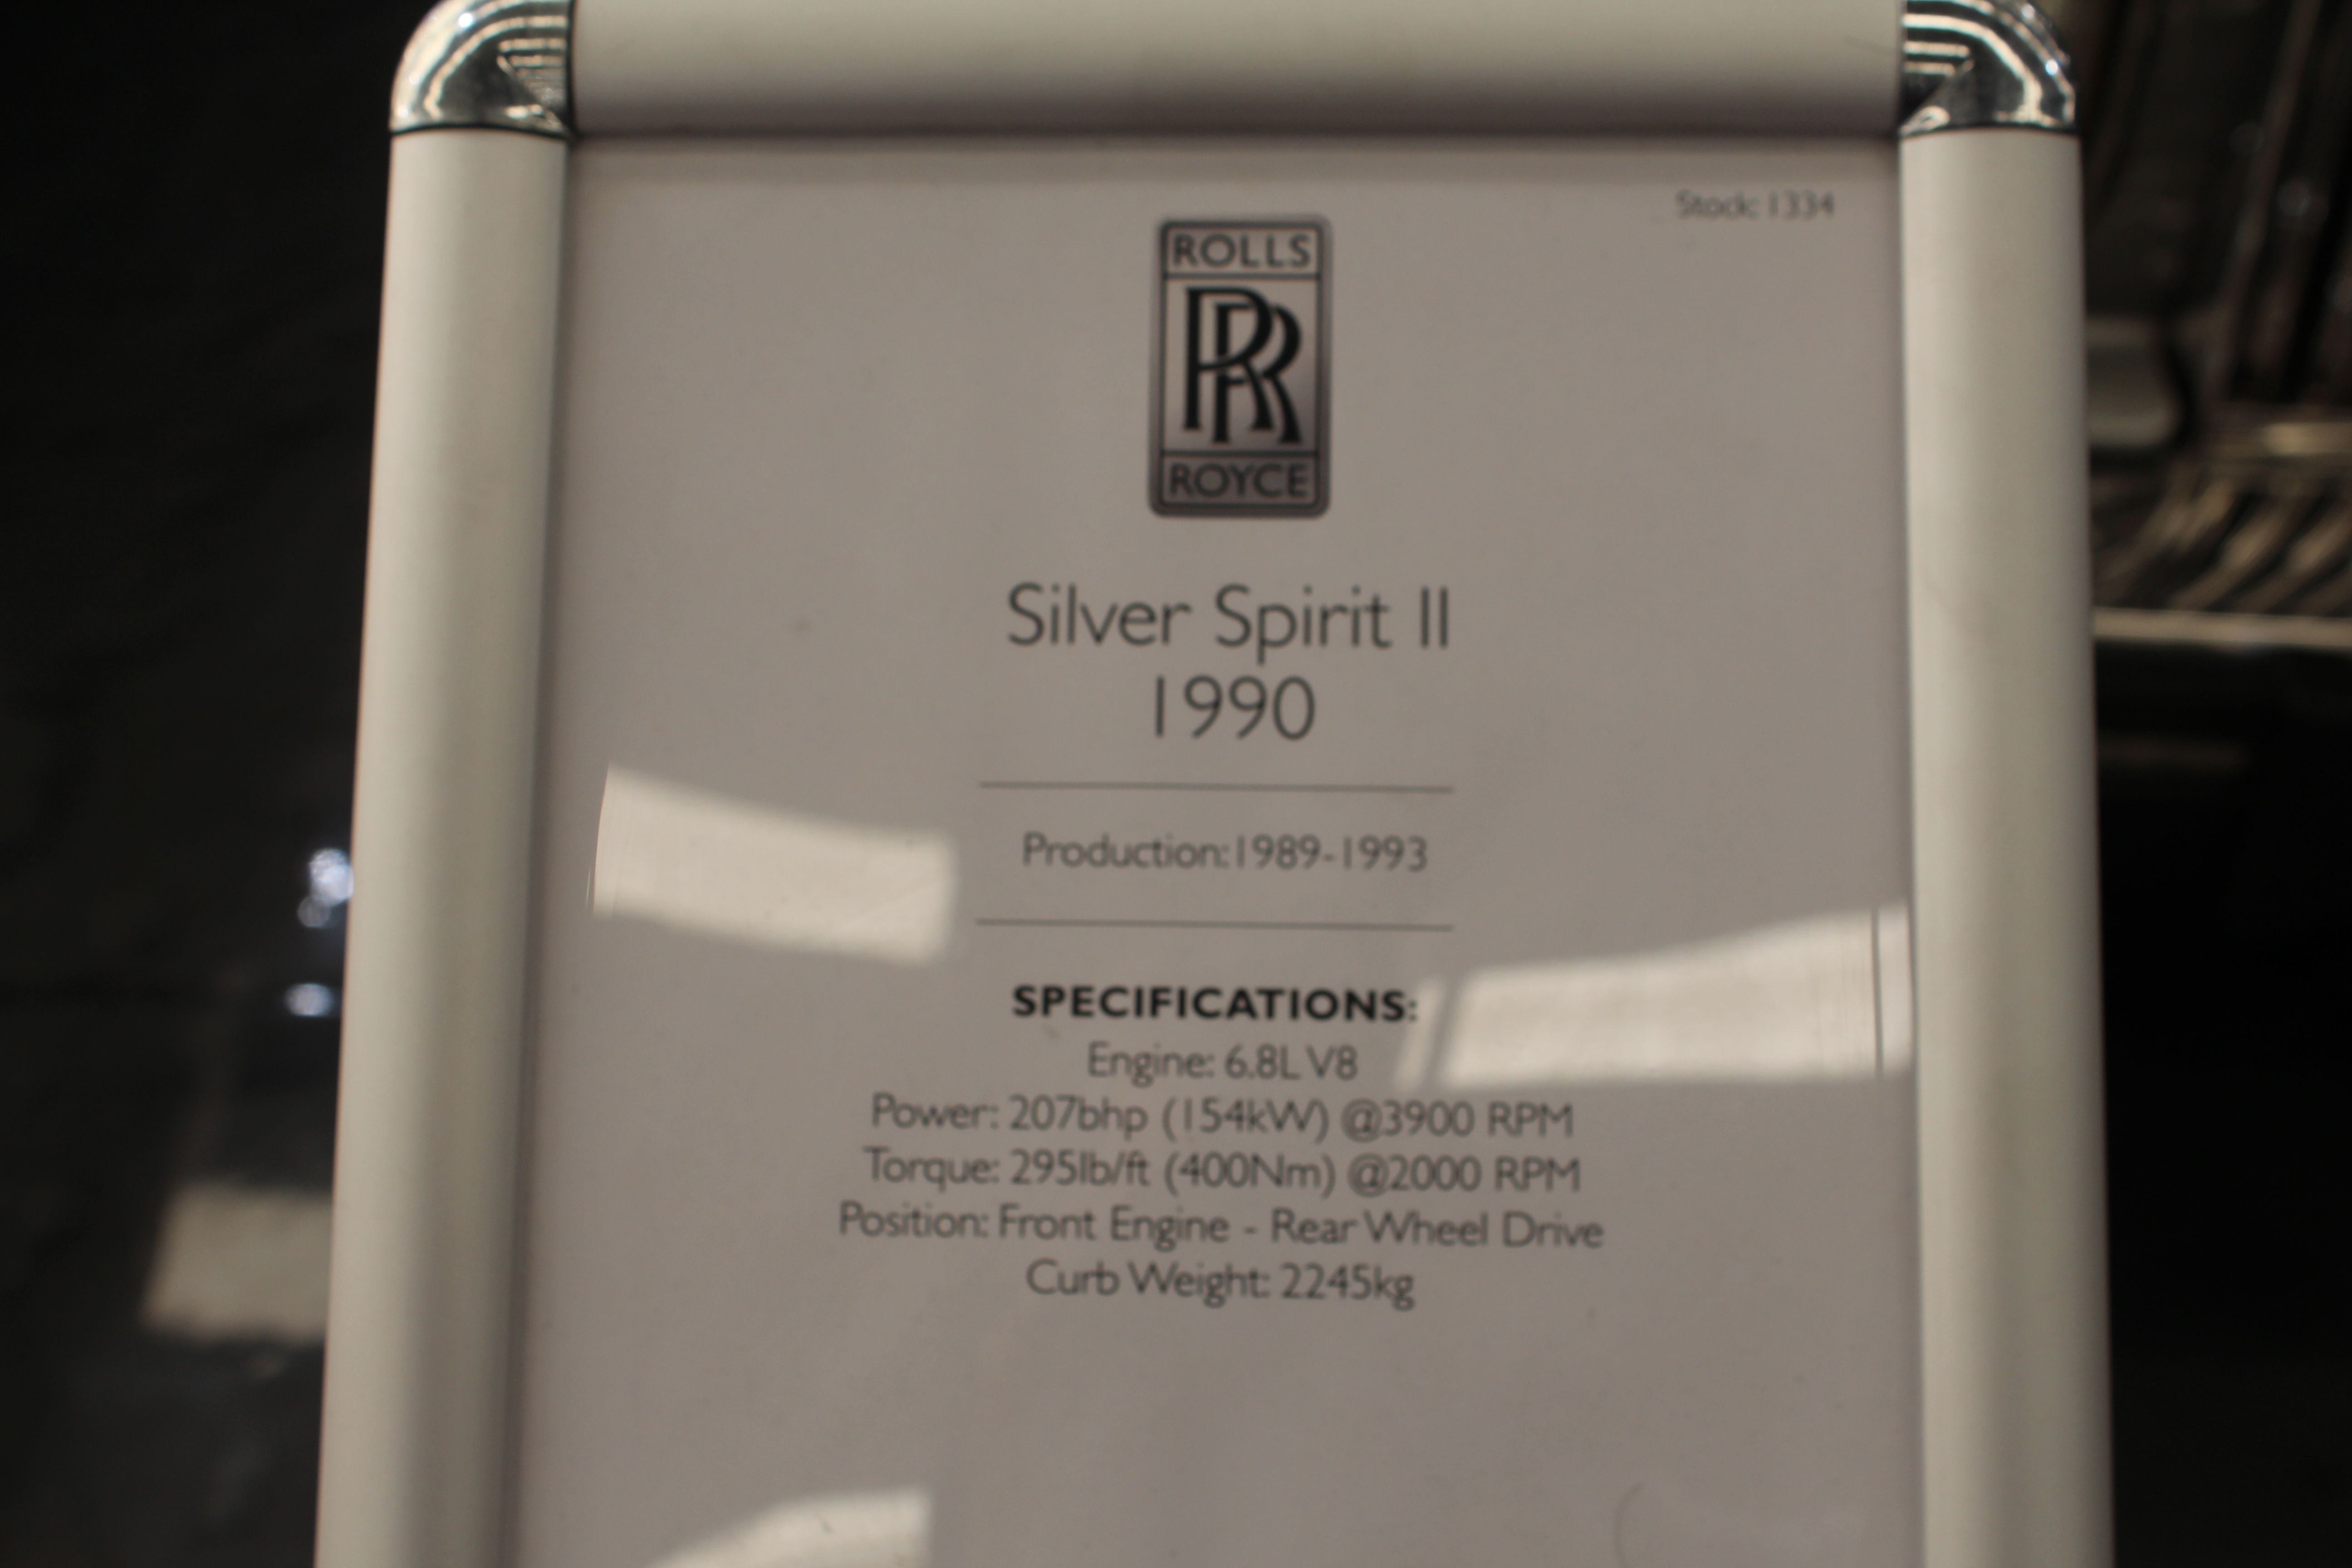 Stock: 1334
ROLLS
RR
ROYCE
Silver Spirit II
1990
Production:1989-1993
SPECIFICATIONS:
Engine: 6.8L V8
Power: 207bhp (154kW) @3900 RPM
Torque: 295lb/ft (400Nm) @2000 RPM
Position: Front Engine - Rear Wheel Drive
Curb Weight: 2245kg